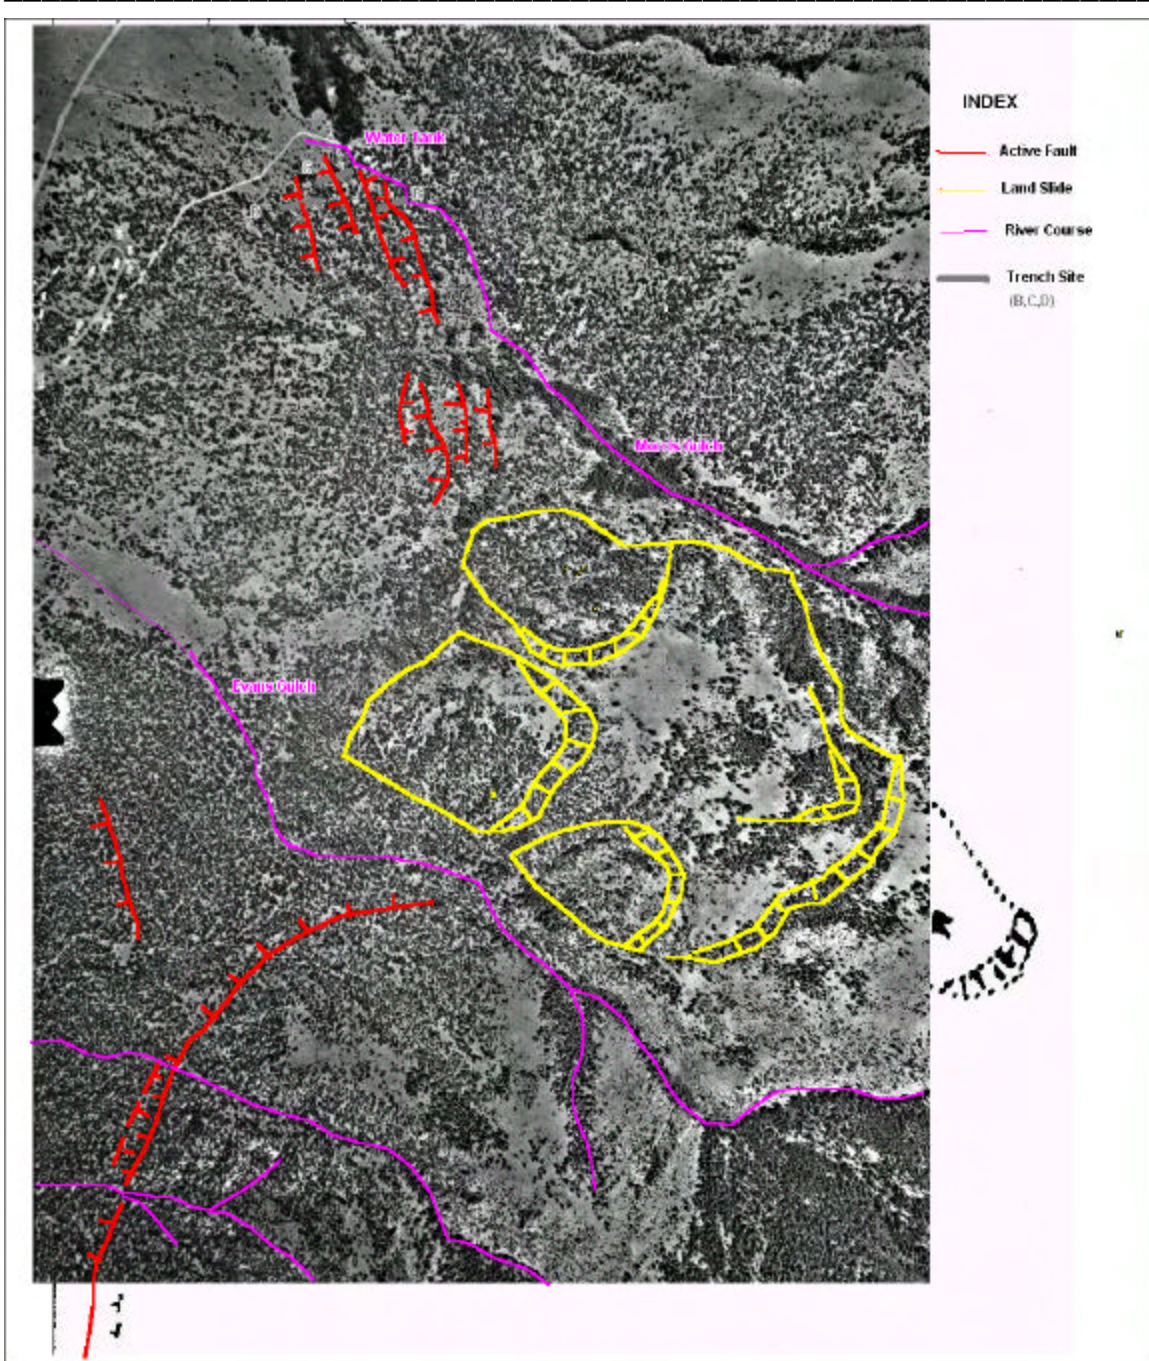 INDEX
Water Tank
Active Fault
Land Slide
River Course
Trench Site
(B,C,D)
Morris Gulch
Evans Gulch